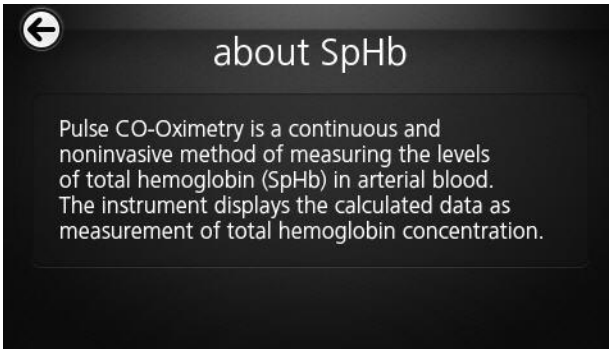 about SpHb
Pulse CO-Oximetry is a continuous and
noninvasive method of measuring the levels
of total hemoglobin (SpHb) in arterial blood.
The instrument displays the calculated data as
measurement of total hemoglobin concentration.